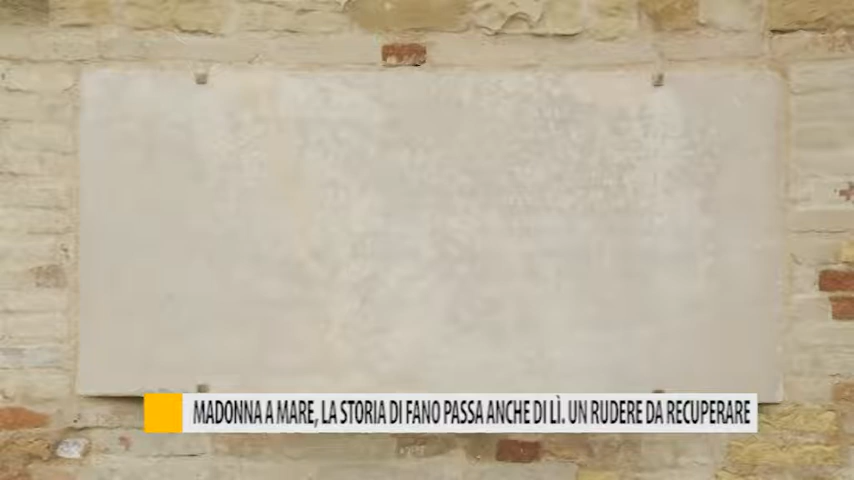 MADONNA A MARE, LA STORIA DI FANO PASSA ANCHE DI LÌ. UN RUDERE DA RECUPERARE